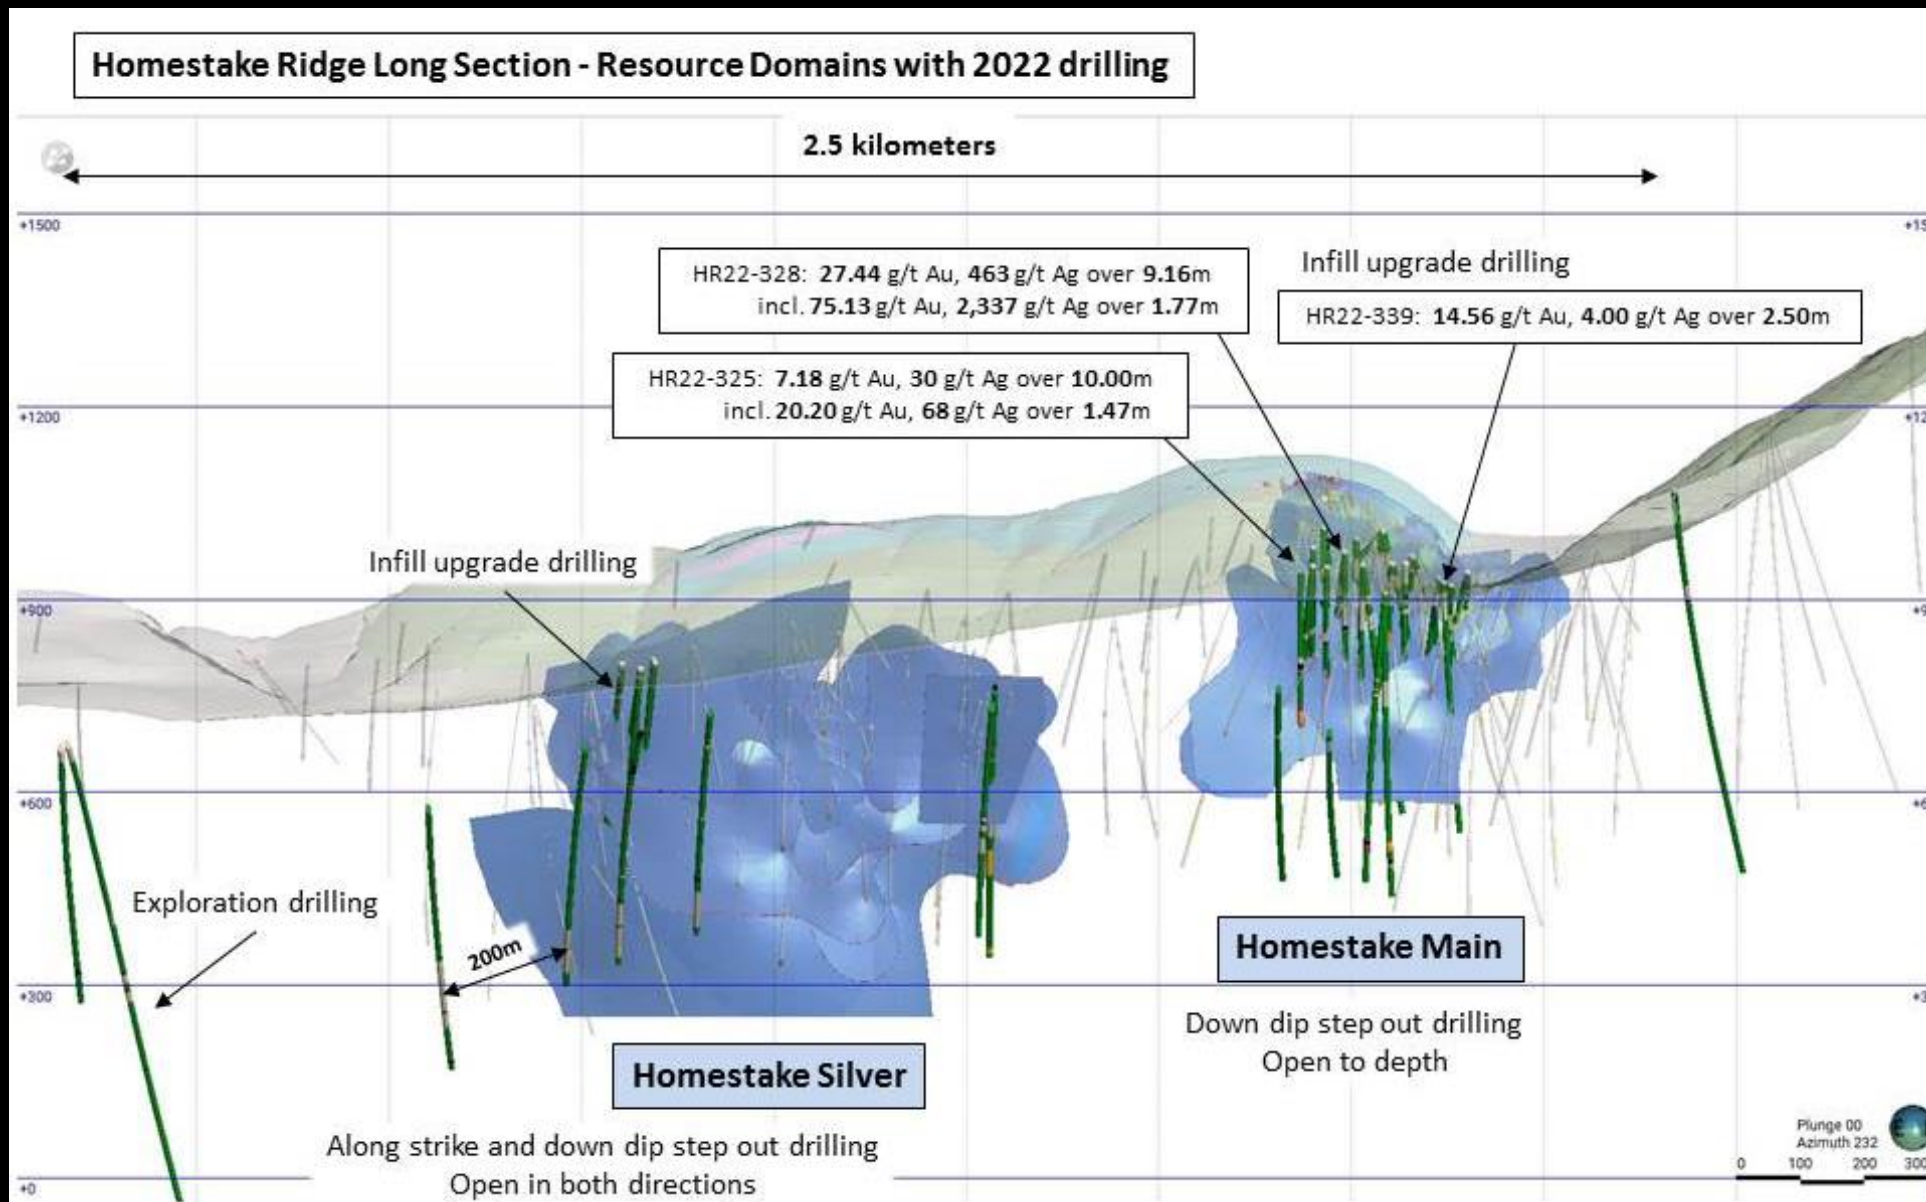 Homestake Ridge Long Section - Resource Domains with 2022 drilling
2.5 kilometers
+1500
+15
HR22-328: 27.44 g/t Au, 463 g/t Ag over 9.16m
incl. 75.13 g/t Au, 2,337 g/t Ag over 1.77m
Infill upgrade drilling
HR22-339: 14.56 g/t Au, 4.00 g/t Ag over 2.50m
HR22-325: 7.18 g/t Au, 30 g/t Ag over 10.00m
incl. 20.20 g/t Au, 68 g/t Ag over 1.47m
+1200
+12
Infill upgrade drilling
+900
+9
+600
+6
Exploration drilling
200m
Homestake Main
+300
+3
Down dip step out drilling
Open to depth
Homestake Silver
Along strike and down dip step out drilling
Open in both directions
Plunge 00
Azimuth 232
0 100 200 300
+0